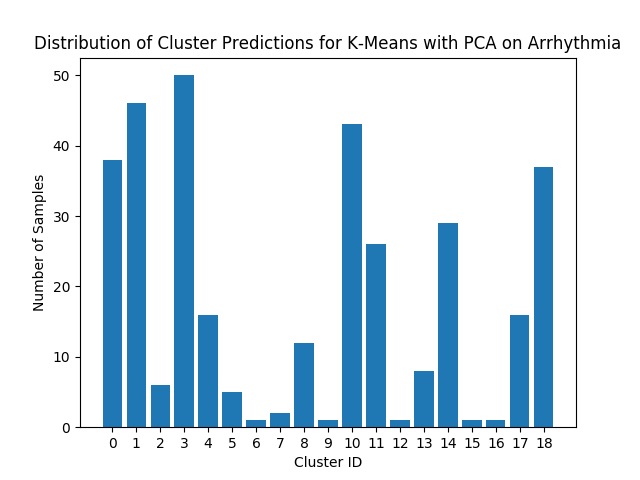 Distribution of Cluster Predictions for K-Means with PCA on Arrhythmia
50
40
30
20
10
0
Number of Samples
0 1 2 3 4 5 6 7 8 9 10 11 12 13 14 15 16 17 18
Cluster ID